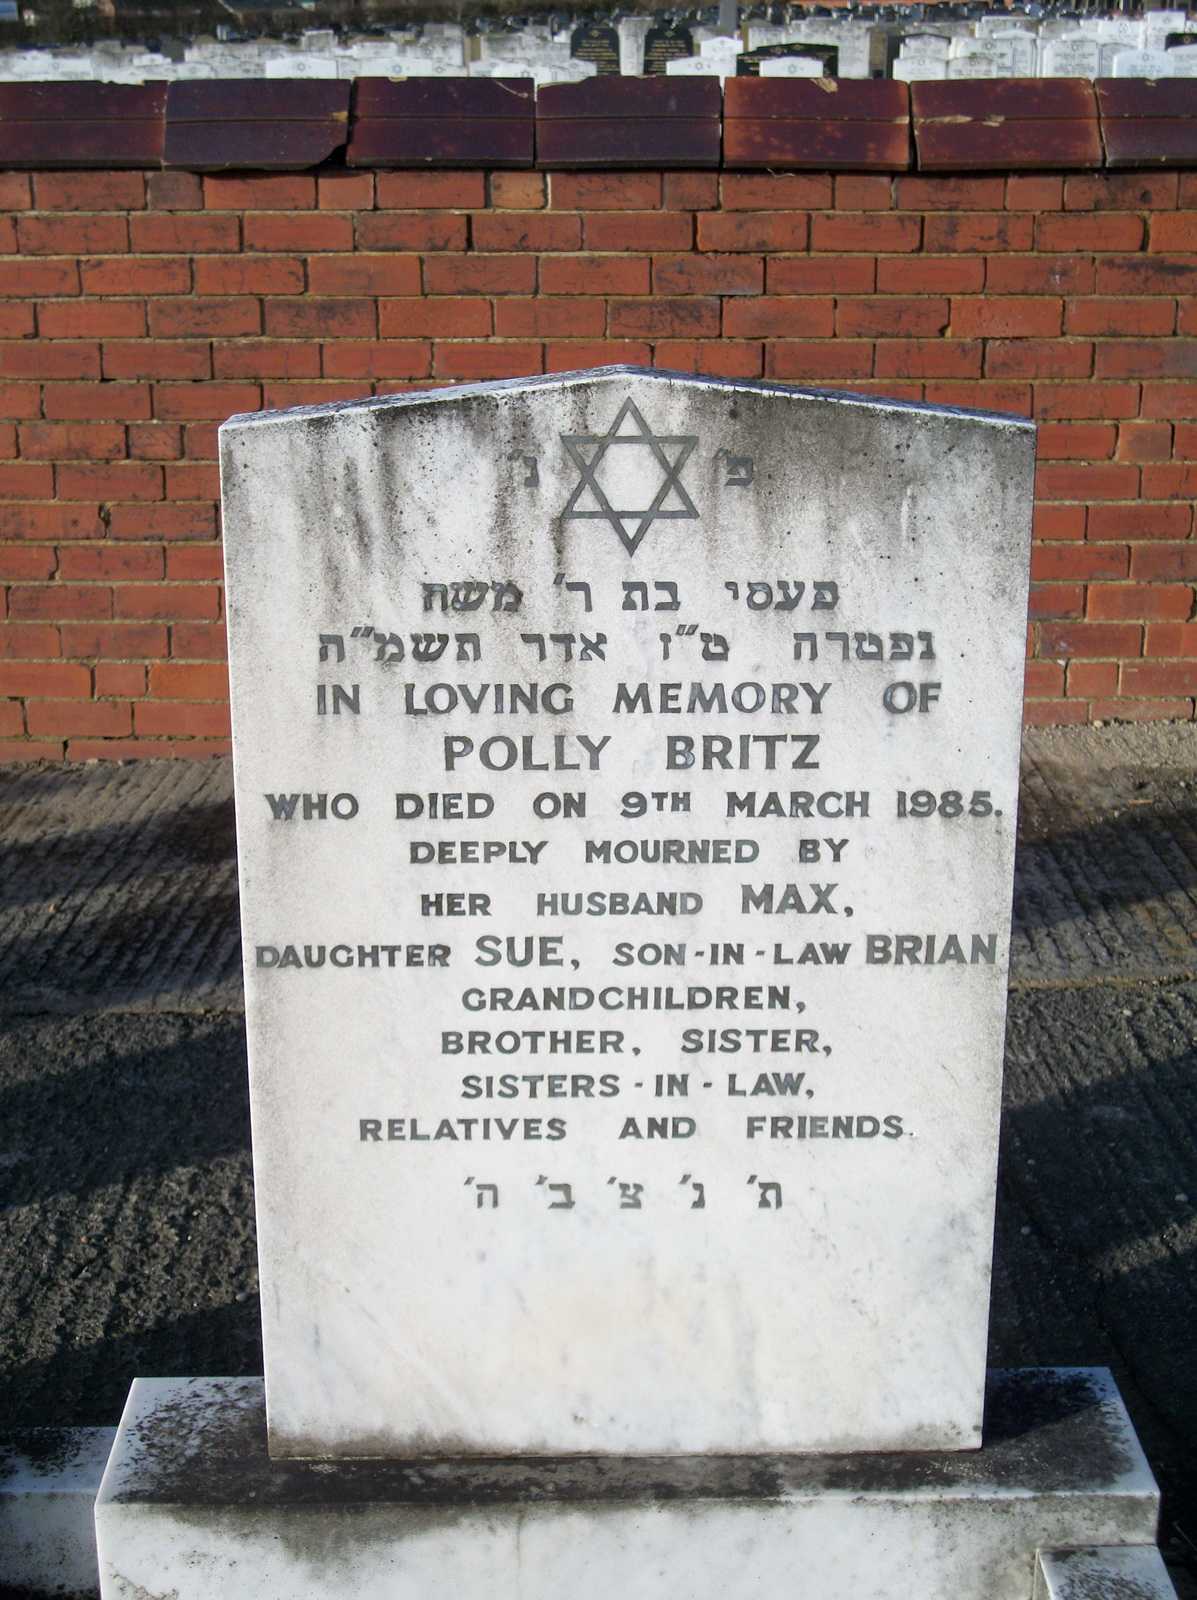 פ׳ נ׳
פעסי בת ר׳ משה
נפטרה ט״ז אדר תשמ״ה
IN LOVING MEMORY OF
POLLY BRITZ
WHO DIED ON 9TH MARCH 1985.
DEEPLY MOURNED BY
HER HUSBAND MAX,
DAUGHTER SUE, SON-IN-LAW BRIAN
GRANDCHILDREN,
BROTHER, SISTER,
SISTERS-IN-LAW,
RELATIVES AND FRIENDS.
ת׳ נ׳ צ׳ ב׳ ה׳